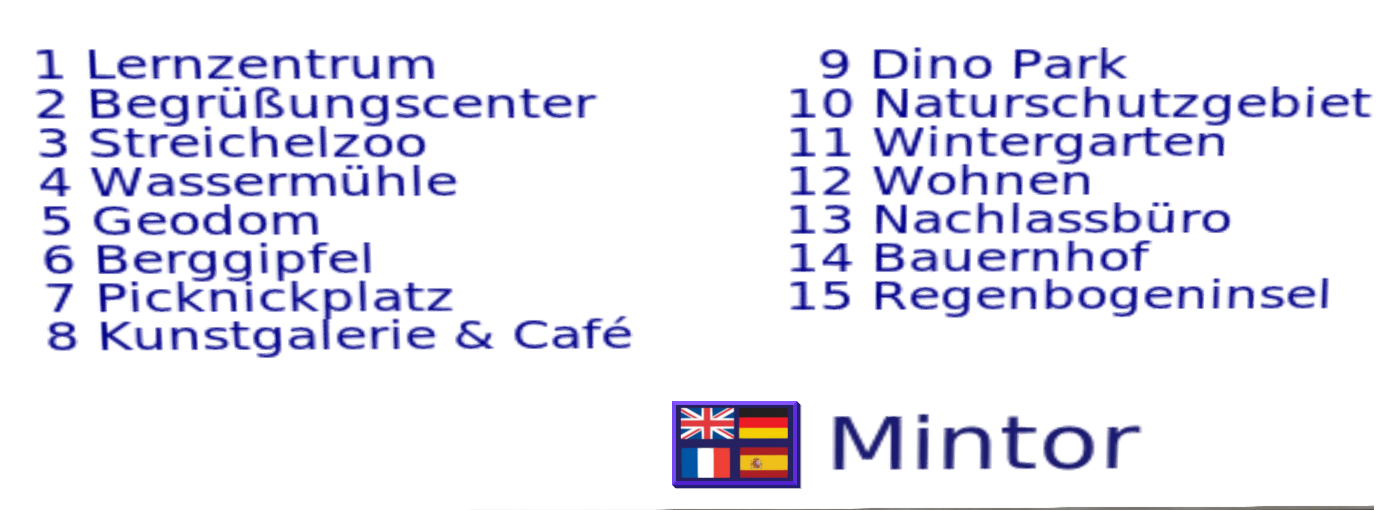 1 Lernzentrum
2 Begrüßungscenter
3 Streichelzoo
4 Wassermühle
5 Geodom
6 Berggipfel
7 Picknickplatz
8 Kunstgalerie & Café
9 Dino Park
10 Naturschutzgebiet
11 Wintergarten
12 Wohnen
13 Nachlassbüro
14 Bauernhof
15 Regenbogeninsel
Mintor